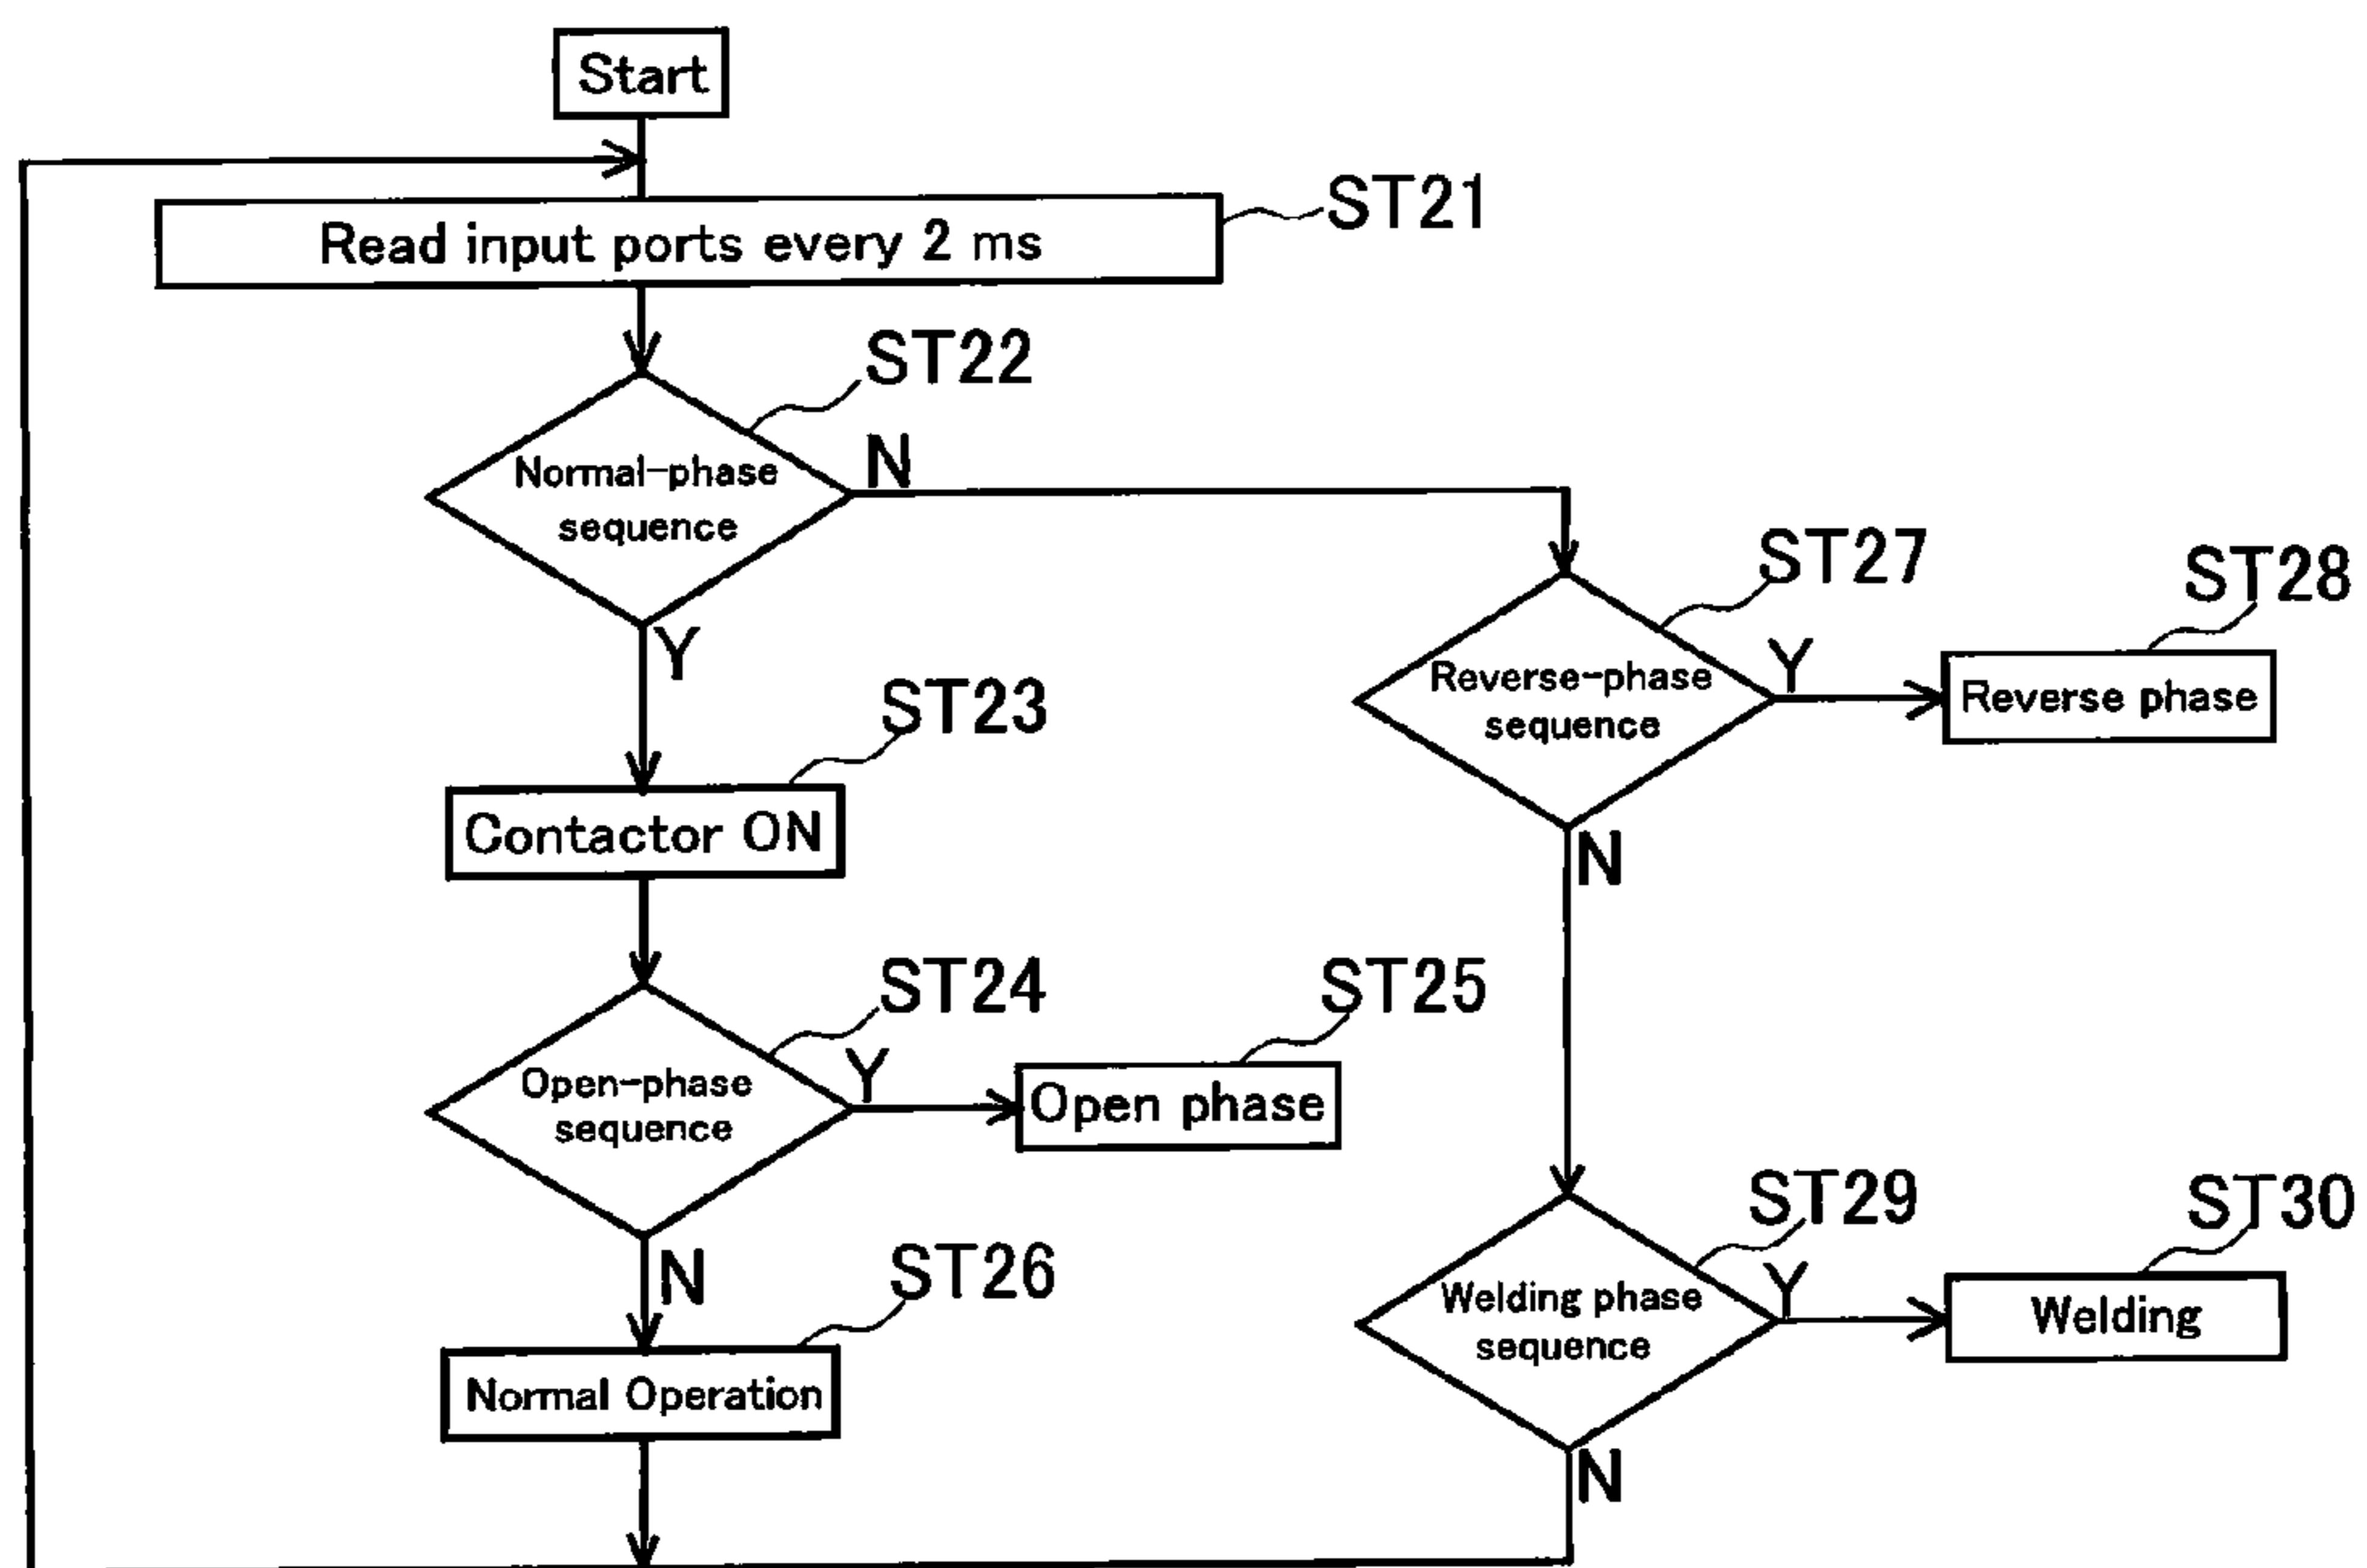 Start
ST21
Read input ports every 2 ms
ST22
Normal-phase
sequence
N
Y
ST27
ST28
Reverse-phase
sequence
Y
Reverse phase
N
ST23
Contactor ON
ST24
ST25
Open-phase
sequence
Y
Open phase
N
ST26
Normal Operation
ST29
ST30
Welding phase
sequence
Y
Welding
N